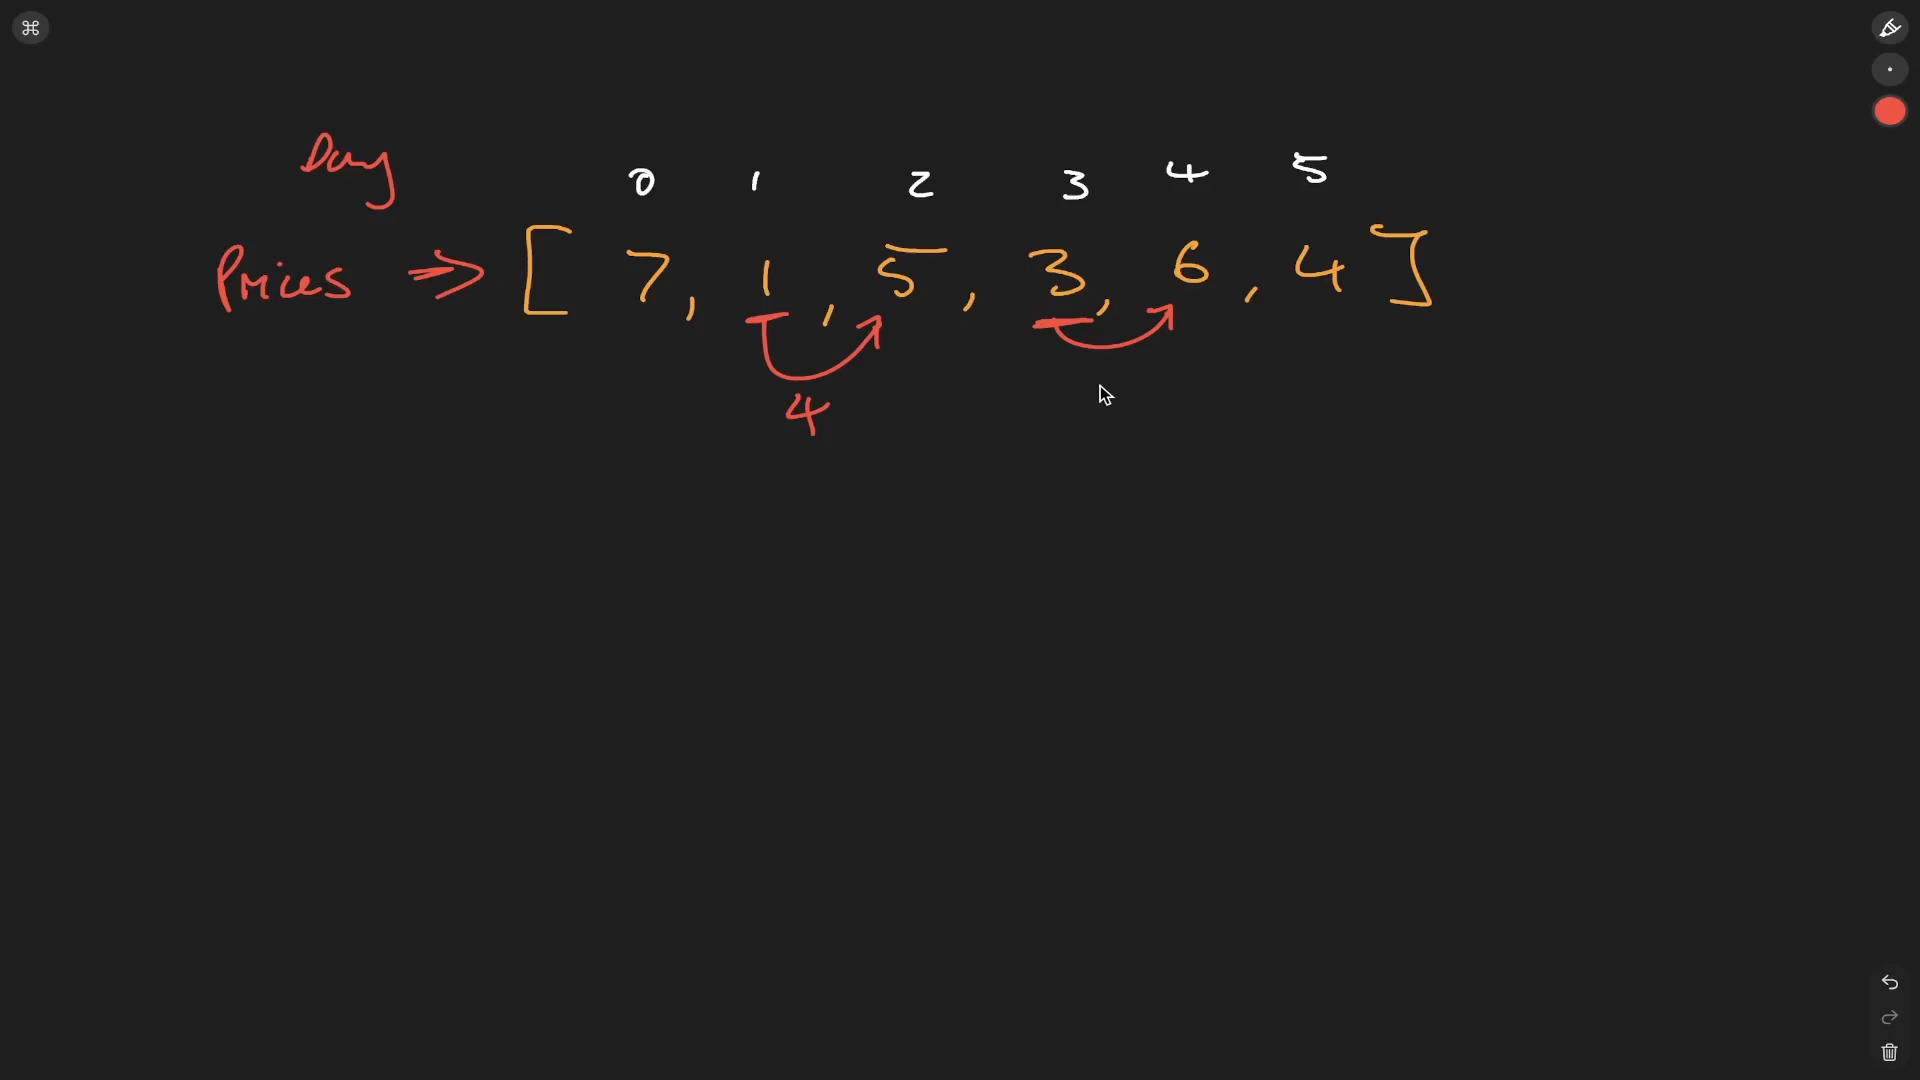 Day 0 1 2 3 4 5
Prices ⇒ [ 7, 1, 5, 3, 6, 4 ]
4